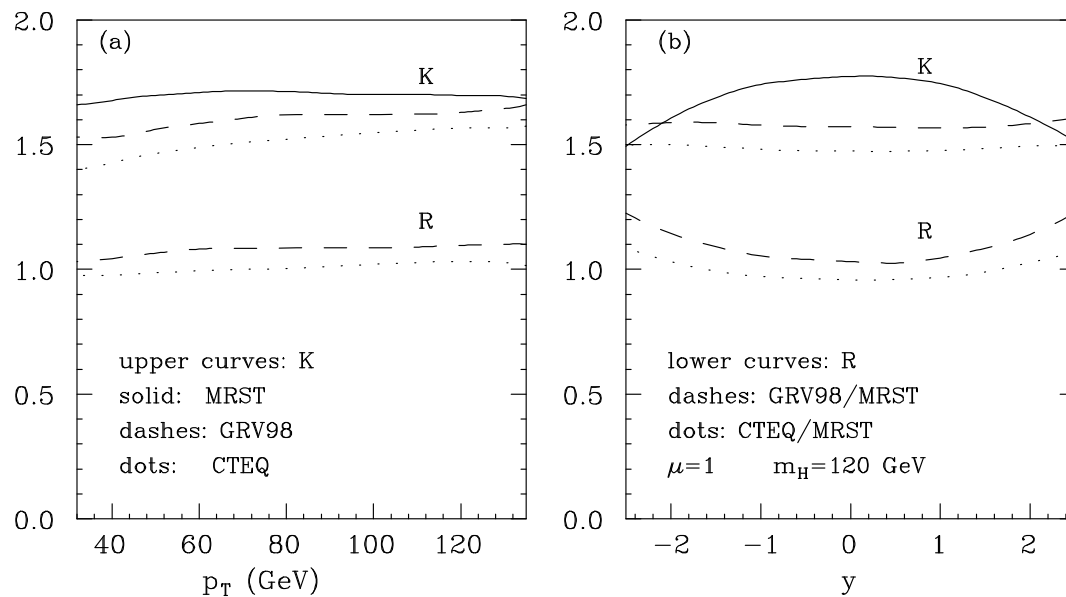 (a)
K
R
upper curves: K
solid: MRST
dashes: GRV98
dots: CTEQ
2.0
1.5
1.0
0.5
0.0
40 60 80 100 120
p_T (GeV)
(b)
K
R
lower curves: R
dashes: GRV98/MRST
dots: CTEQ/MRST
μ=1 m_H=120 GeV
2.0
1.5
1.0
0.5
0.0
−2 −1 0 1 2
y